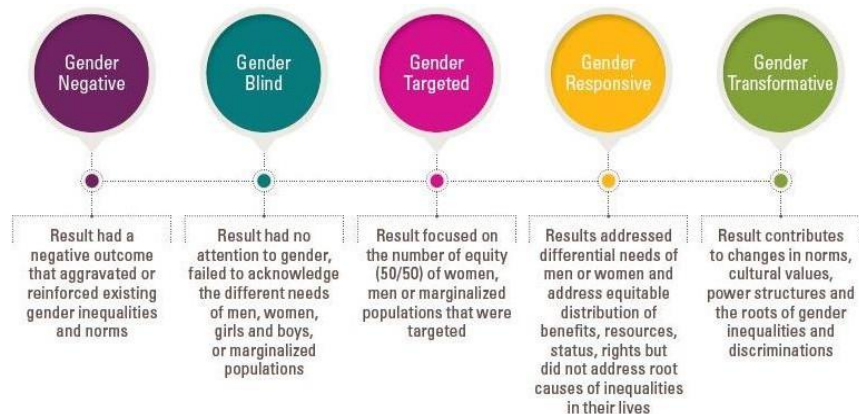 Gender
Negative
Gender
Blind
Gender
Targeted
Gender
Responsive
Gender
Transformative
Result had a
negative outcome
that aggravated or
reinforced existing
gender inequalities
and norms
Result had no
attention to gender,
failed to acknowledge
the different needs
of men, women,
girls and boys,
or marginalized
populations
Result focused on
the number of equity
(50/50) of women,
men or marginalized
populations that were
targeted
Results addressed
differential needs of
men or women and
address equitable
distribution of
benefits, resources,
status, rights but
did not address root
causes of inequalities
in their lives
Result contributes
to changes in norms,
cultural values,
power structures and
the roots of gender
inequalities and
discriminations